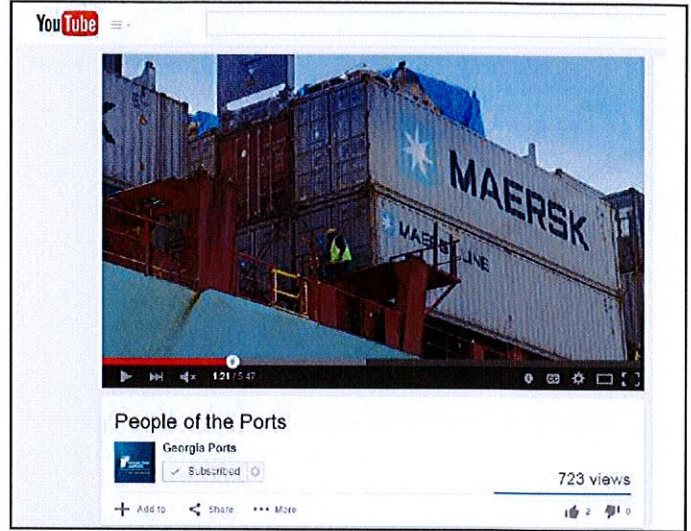 YouTube
MAERSK
MAERSK LINE
1:21 / 5:47
People of the Ports
Georgia Ports
Subscribed
723 views
Add to
Share
More
2
0